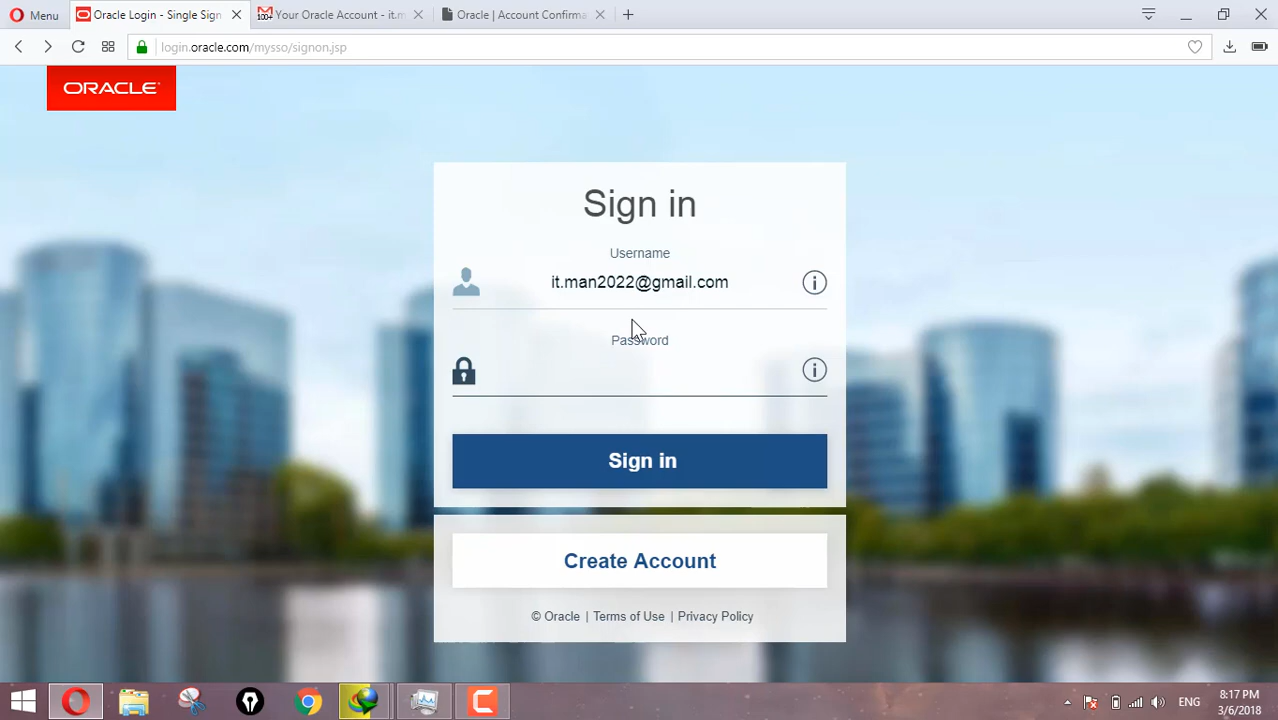 Menu
Oracle Login - Single Sign
100+
Your Oracle Account - it.m
Oracle | Account Confirma
login.oracle.com/mysso/signon.jsp
ORACLE
Sign in
Username
it.man2022@gmail.com
Password
Sign in
Create Account
© Oracle | Terms of Use | Privacy Policy
ENG
8:17 PM
3/6/2018